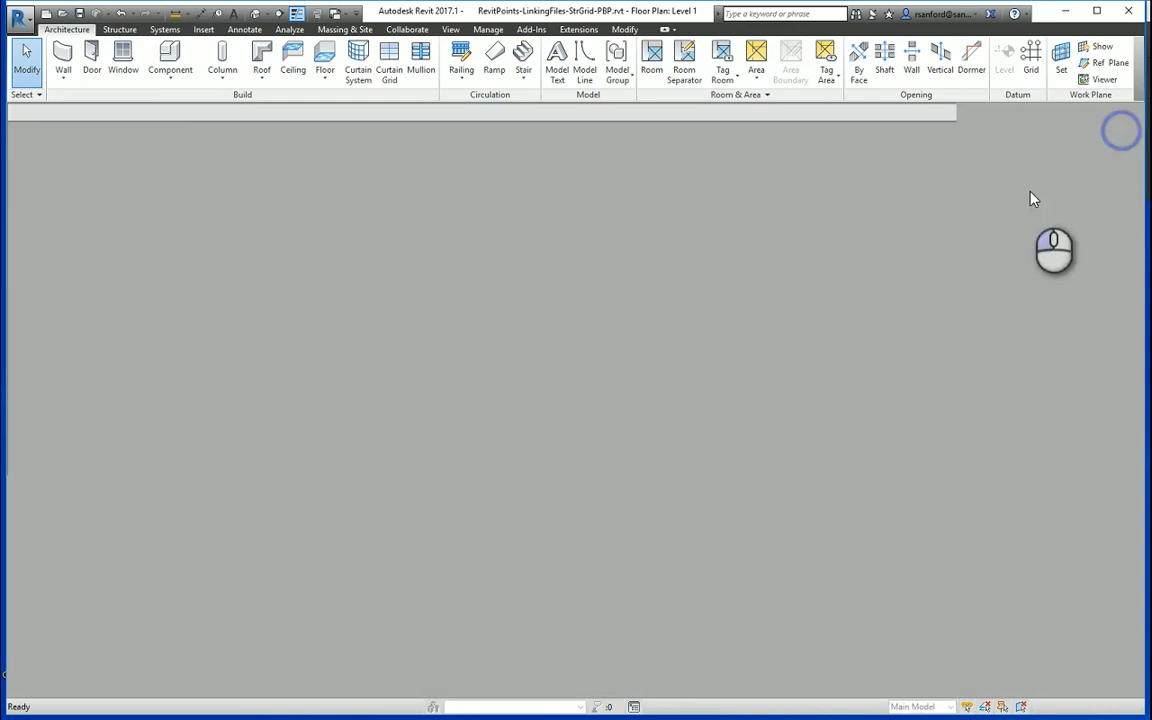 Autodesk Revit 2017.1 - RevitPoints-LinkingFiles-StrGrid-PBP.rvt - Floor Plan: Level 1
Type a keyword or phrase
rsanford@san...
Architecture Structure Systems Insert Annotate Analyze Massing & Site Collaborate View Manage Add-Ins Extensions Modify
Modify Wall Door Window Component Column Roof Ceiling Floor Curtain System Curtain Grid Mullion Railing Ramp Stair Model Text Model Line Model Group Room Room Separator Tag Room Area Area Boundary Tag Area By Face Shaft Wall Vertical Dormer Level Grid Set Show Ref Plane Viewer
Select Build Circulation Model Room & Area Opening Datum Work Plane
Ready :0 Main Model